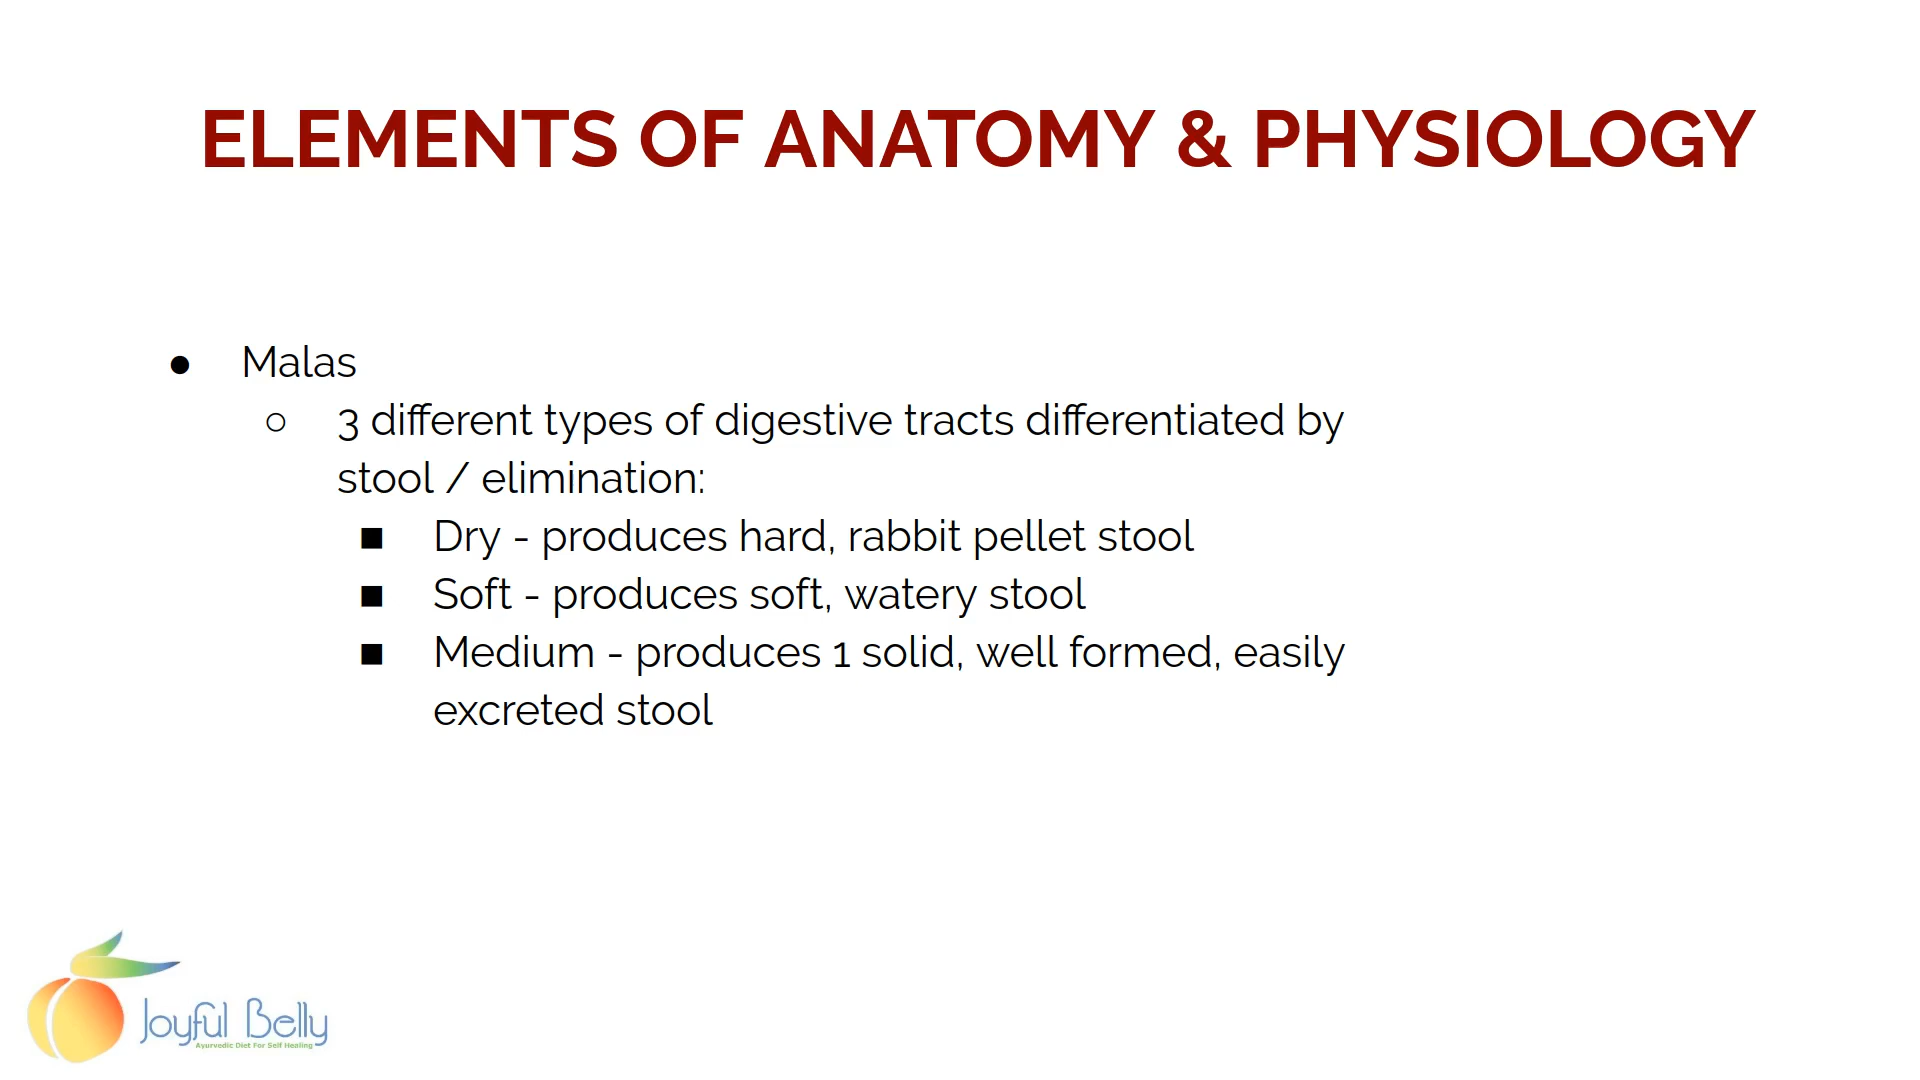 ELEMENTS OF ANATOMY & PHYSIOLOGY
● Malas
○ 3 different types of digestive tracts differentiated by
stool / elimination:
■ Dry - produces hard, rabbit pellet stool
■ Soft - produces soft, watery stool
■ Medium - produces 1 solid, well formed, easily
excreted stool
Joyful Belly
Ayurvedic Diet For Self Healing